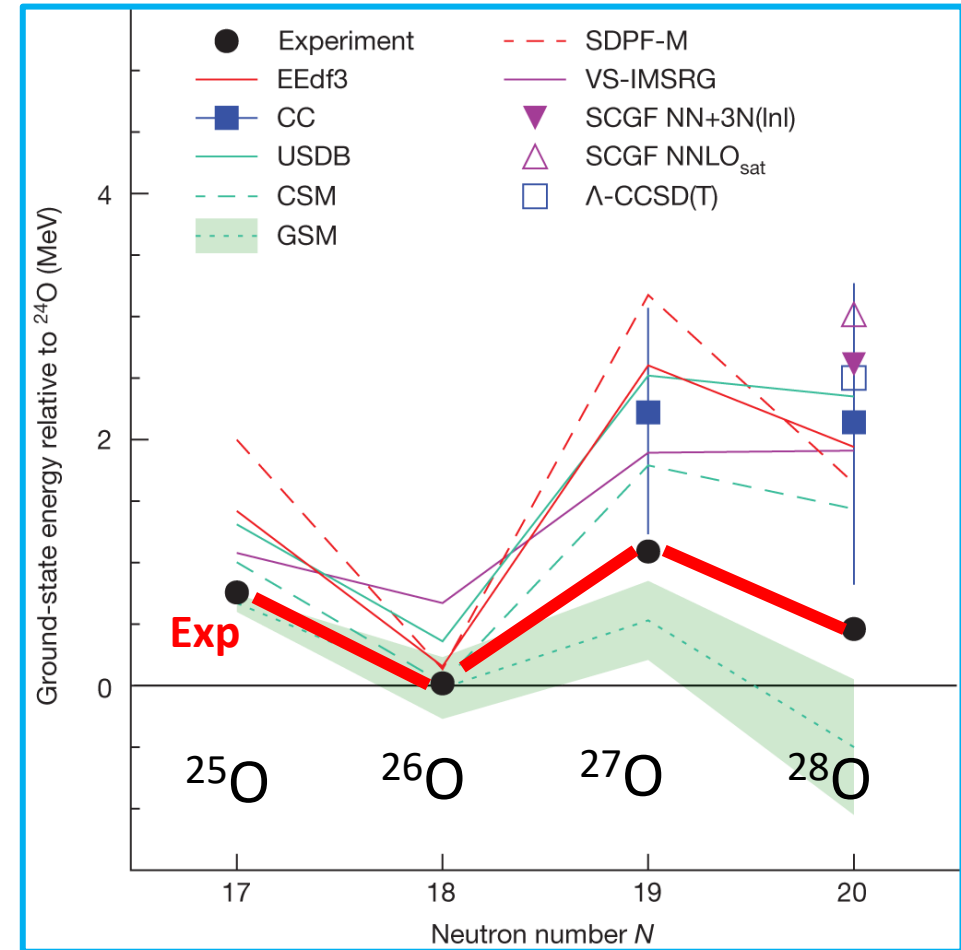 Experiment
EEdf3
CC
USDB
CSM
GSM
SDPF-M
VS-IMSRG
SCGF NN+3N(lnl)
SCGF NNLOsat
Λ-CCSD(T)
Ground-state energy relative to ²⁴O (MeV)
4
2
0
Exp
²⁵O
²⁶O
²⁷O
²⁸O
17
18
19
20
Neutron number N